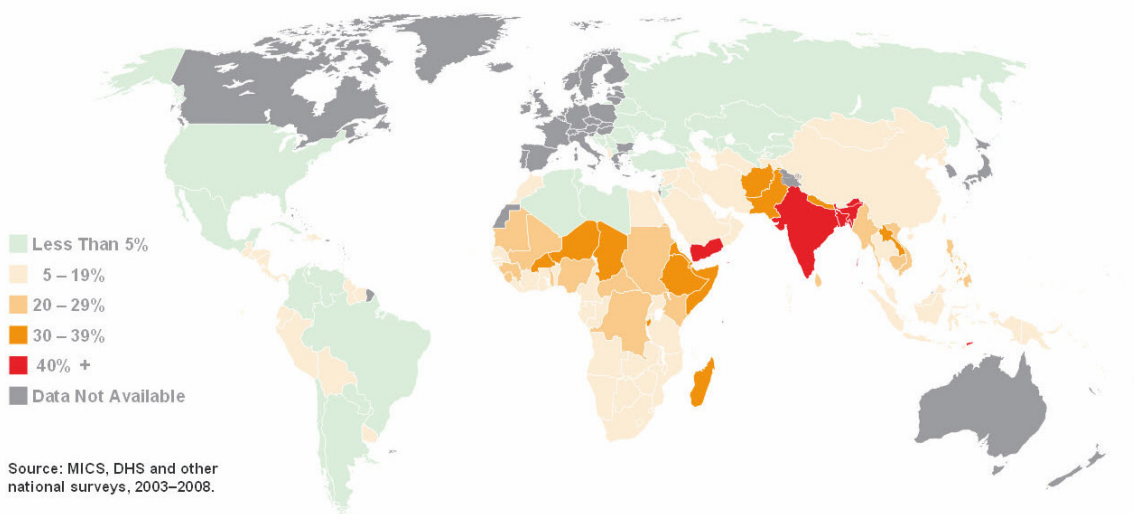 Less Than 5%
5 – 19%
20 – 29%
30 – 39%
40% +
Data Not Available
Source: MICS, DHS and other
national surveys, 2003–2008.